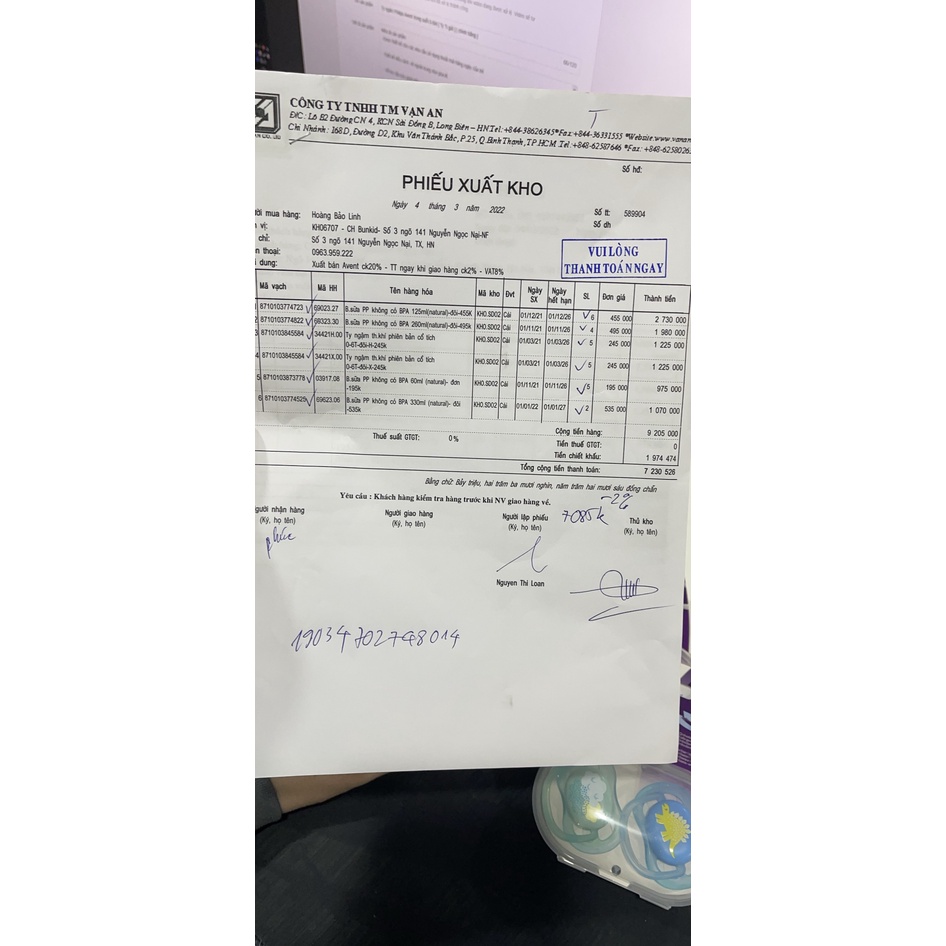 CÔNG TY TNHH TM VẠN AN
Đ/C : Lô B2 Đường CN 4, KCN Sài Đồng B, Long Biên – HN.Tel:+844-38626345*Fax:+844-36331555 *Website:www.vanan
Chi Nhánh : 168D, Đường D2, Khu Văn Thánh Bắc, P 25, Q.Bình Thạnh, TP.HCM .Tel.:+848-62587646 *Fax: +848-6258026
Số hđ:
PHIẾU XUẤT KHO
Ngày 4 tháng 3 năm 2022
Số tt: 589904
Số dh
ười mua hàng: Hoàng Bảo Linh
n vị: KH06707 - CH Bunkid- Số 3 ngõ 141 Nguyễn Ngọc Nại-NF
chỉ: Số 3 ngõ 141 Nguyễn Ngọc Nại, TX, HN
n thoại: 0963.959.222
i dung: Xuất bán Avent ck20% - TT ngay khi giao hàng ck2% - VAT8%
VUI LÒNG
THANH TOÁN NGAY
Mã vạch Mã HH Tên hàng hóa Mã kho Đvt Ngày SX Ngày hết hạn SL Đơn giá Thành tiền
8710103774723 69023.27 B.sữa PP không có BPA 125ml(natural)-đôi-455K KHO.SD02 Cái 01/12/21 01/12/26 6 455 000 2 730 000
8710103774822 69323.30 B.sữa PP không có BPA 260ml(natural)-đôi-495k KHO.SD02 Cái 01/11/21 01/11/26 4 495 000 1 980 000
3 8710103845584 34421H.00 Ty ngậm th.khí phiên bản cổ tích 0-6T-đôi-H-245k KHO.SD02 Cái 01/03/21 01/03/26 5 245 000 1 225 000
4 8710103845584 34421X.00 Ty ngậm th.khí phiên bản cổ tích 0-6T-đôi-X-245k KHO.SD02 Cái 01/03/21 01/03/26 5 245 000 1 225 000
5 8710103873778 03917.08 B.sữa PP không có BPA 60ml (natural)- đơn -195k KHO.SD02 Cái 01/11/21 01/11/26 5 195 000 975 000
6 8710103774525 69623.06 B.sữa PP không có BPA 330ml (natural)- đôi -535k KHO.SD02 Cái 01/01/22 01/01/27 2 535 000 1 070 000
Cộng tiền hàng: 9 205 000
Thuế suất GTGT: 0 % Tiền thuế GTGT: 0
Tiền chiết khấu: 1 974 474
Tổng cộng tiền thanh toán: 7 230 526
Bằng chữ: Bảy triệu, hai trăm ba mươi nghìn, năm trăm hai mươi sáu đồng chẵn
Yêu cầu : Khách hàng kiểm tra hàng trước khi NV giao hàng về.
-2%
7085k
gười nhận hàng Người giao hàng Người lập phiếu Thủ kho
(Ký, họ tên) (Ký, họ tên) (Ký, họ tên) (Ký, họ tên)
Nguyen Thi Loan
19034702748014